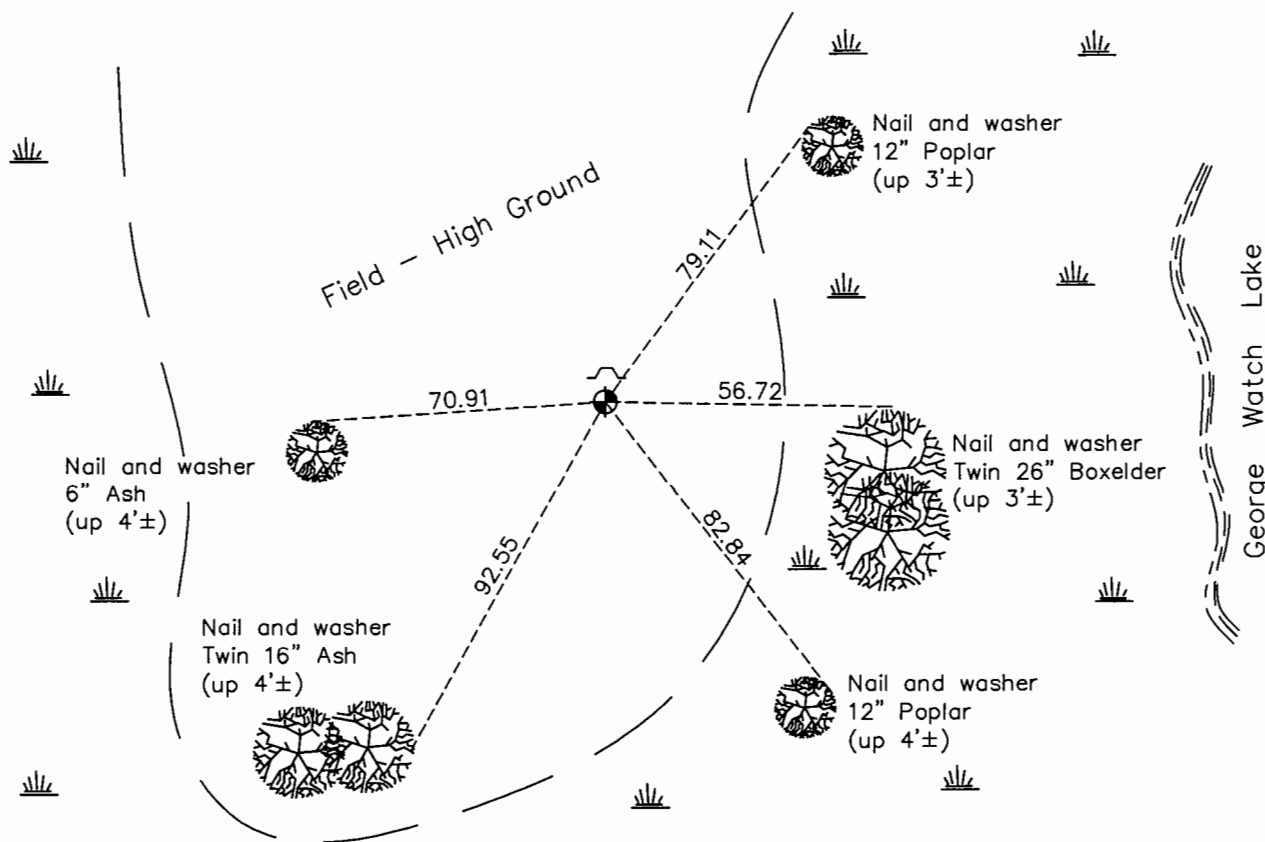 Nail and washer
12" Poplar
(up 3'±)
Field - High Ground
79.11
70.91
56.72
Nail and washer
6" Ash
(up 4'±)
Nail and washer
Twin 26" Boxelder
(up 3'±)
George Watch Lake
92.55
82.84
Nail and washer
Twin 16" Ash
(up 4'±)
Nail and washer
12" Poplar
(up 4'±)